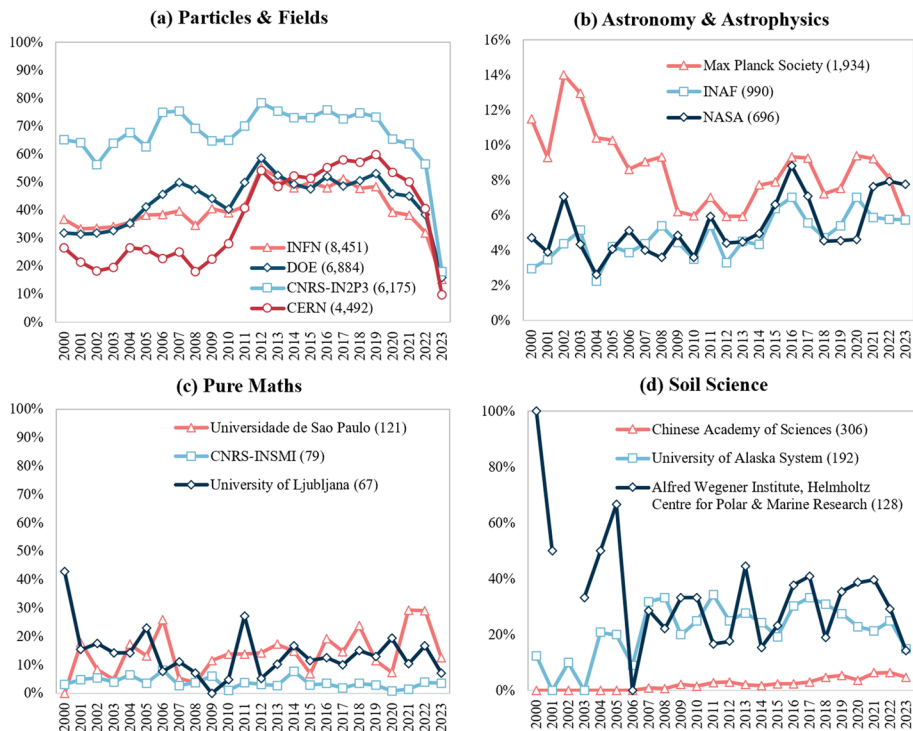 (a) Particles & Fields
100%
90%
80%
70%
60%
50%
40%
30%
20%
10%
0%
INFN (8,451)
DOE (6,884)
CNRS-IN2P3 (6,175)
CERN (4,492)
2000 2001 2002 2003 2004 2005 2006 2007 2008 2009 2010 2011 2012 2013 2014 2015 2016 2017 2018 2019 2020 2021 2022 2023
(b) Astronomy & Astrophysics
16%
14%
12%
10%
8%
6%
4%
2%
0%
Max Planck Society (1,934)
INAF (990)
NASA (696)
2000 2001 2002 2003 2004 2005 2006 2007 2008 2009 2010 2011 2012 2013 2014 2015 2016 2017 2018 2019 2020 2021 2022 2023
(c) Pure Maths
100%
90%
80%
70%
60%
50%
40%
30%
20%
10%
0%
Universidade de Sao Paulo (121)
CNRS-INSMI (79)
University of Ljubljana (67)
2000 2001 2002 2003 2004 2005 2006 2007 2008 2009 2010 2011 2012 2013 2014 2015 2016 2017 2018 2019 2020 2021 2022 2023
(d) Soil Science
100%
80%
60%
40%
20%
0%
Chinese Academy of Sciences (306)
University of Alaska System (192)
Alfred Wegener Institute, Helmholtz
Centre for Polar & Marine Research (128)
2000 2001 2002 2003 2004 2005 2006 2007 2008 2009 2010 2011 2012 2013 2014 2015 2016 2017 2018 2019 2020 2021 2022 2023